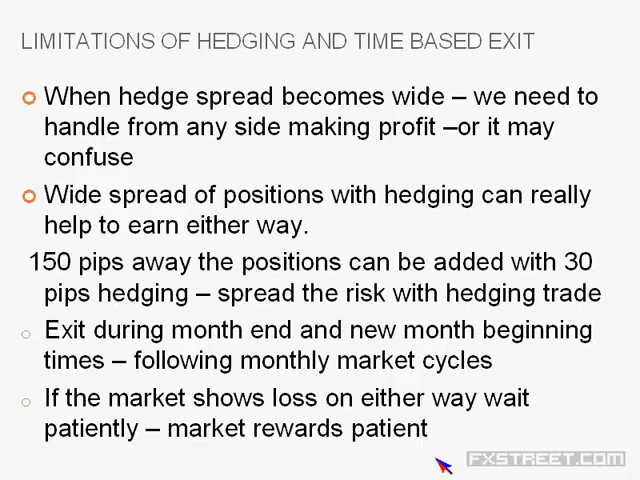 LIMITATIONS OF HEDGING AND TIME BASED EXIT
When hedge spread becomes wide – we need to
handle from any side making profit –or it may
confuse
Wide spread of positions with hedging can really
help to earn either way.
150 pips away the positions can be added with 30
pips hedging – spread the risk with hedging trade
Exit during month end and new month beginning
times – following monthly market cycles
If the market shows loss on either way wait
patiently – market rewards patient
FXSTREET.COM